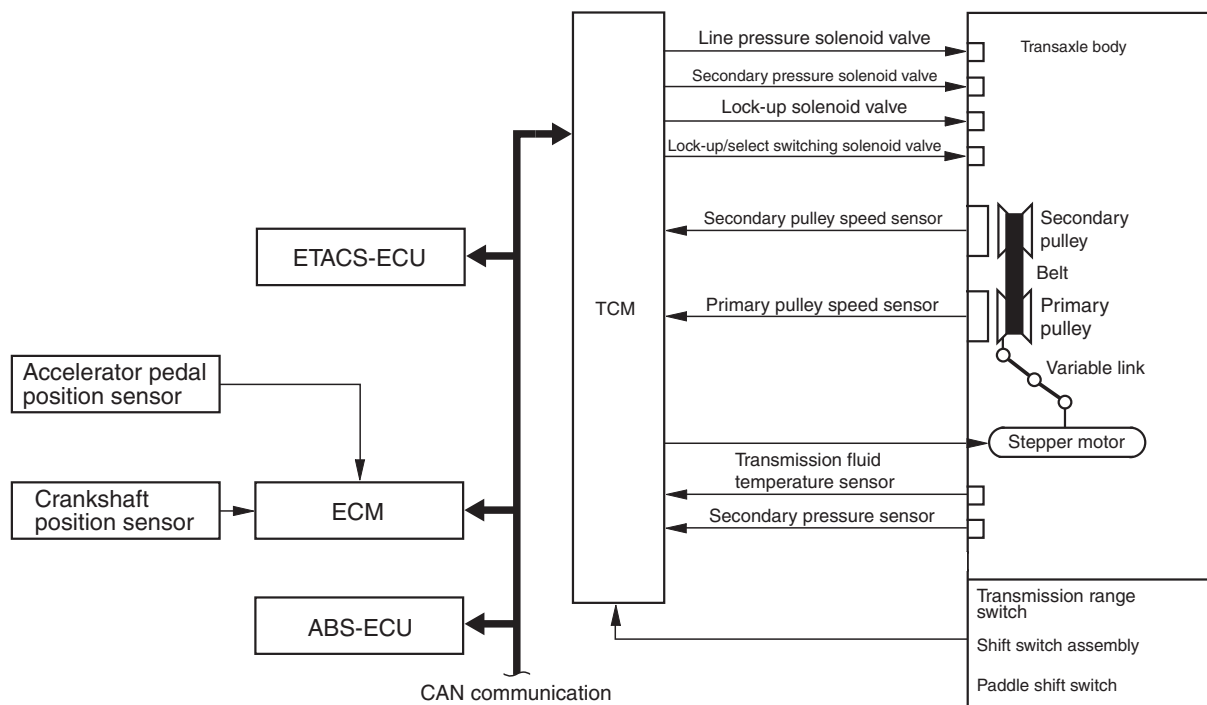 Line pressure solenoid valve
Transaxle body
Secondary pressure solenoid valve
Lock-up solenoid valve
Lock-up/select switching solenoid valve
Secondary pulley speed sensor
Secondary
pulley
ETACS-ECU
Belt
TCM
Primary pulley speed sensor
Primary
pulley
Accelerator pedal
position sensor
Variable link
Stepper motor
Transmission fluid
temperature sensor
Crankshaft
position sensor
ECM
Secondary pressure sensor
Transmission range
switch
ABS-ECU
Shift switch assembly
Paddle shift switch
CAN communication